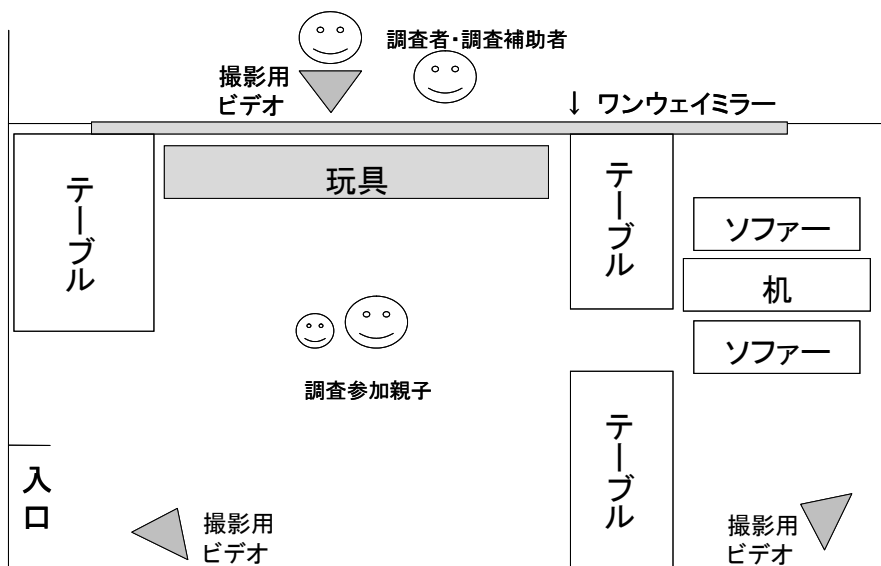 調査者・調査補助者
撮影用
ビデオ
↓ ワンウェイミラー
テーブル
玩具
テーブル
ソファー
机
ソファー
調査参加親子
テーブル
入口
撮影用
ビデオ
撮影用
ビデオ